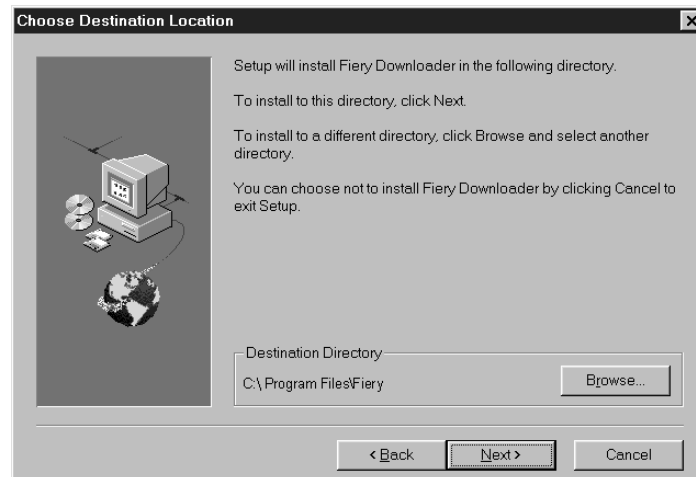 Choose Destination Location
Setup will install Fiery Downloader in the following directory.
To install to this directory, click Next.
To install to a different directory, click Browse and select another
directory.
You can choose not to install Fiery Downloader by clicking Cancel to
exit Setup.
Destination Directory
C:\ Program Files\Fiery
Browse...
< Back
Next >
Cancel